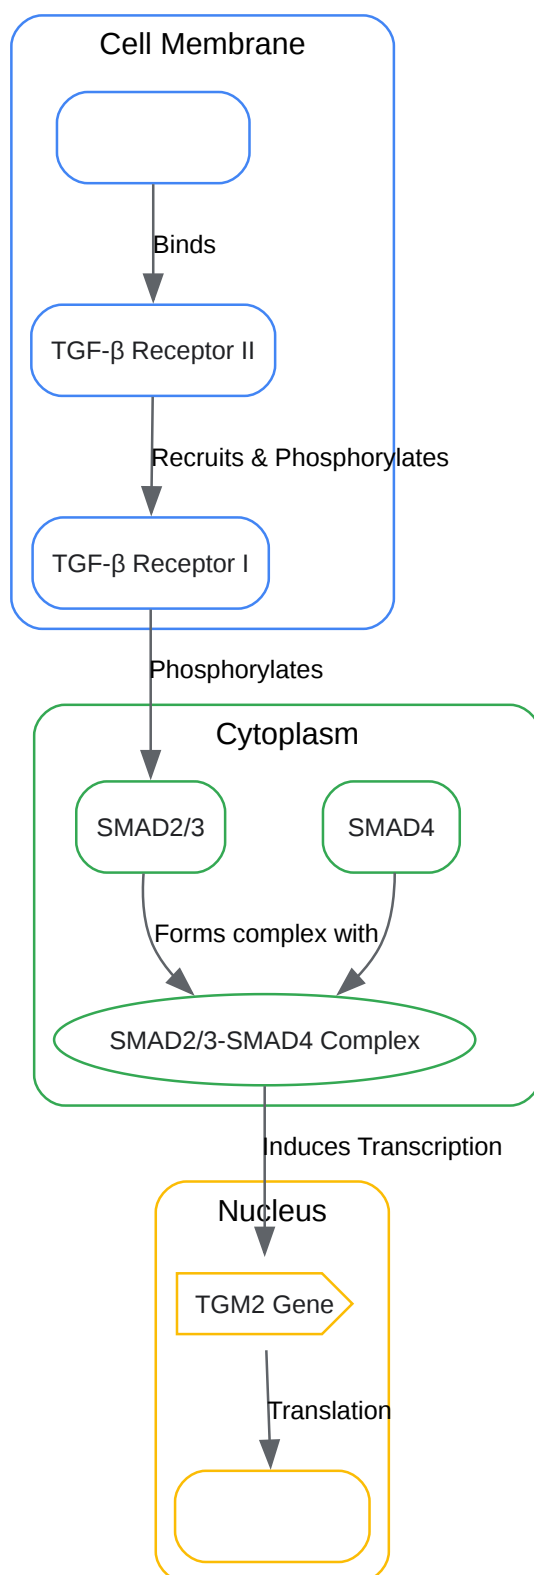 Cell Membrane
Binds
TGF-β Receptor II
Recruits & Phosphorylates
TGF-β Receptor I
Phosphorylates
Cytoplasm
SMAD2/3
SMAD4
Forms complex with
SMAD2/3-SMAD4 Complex
Induces Transcription
Nucleus
TGM2 Gene
Translation